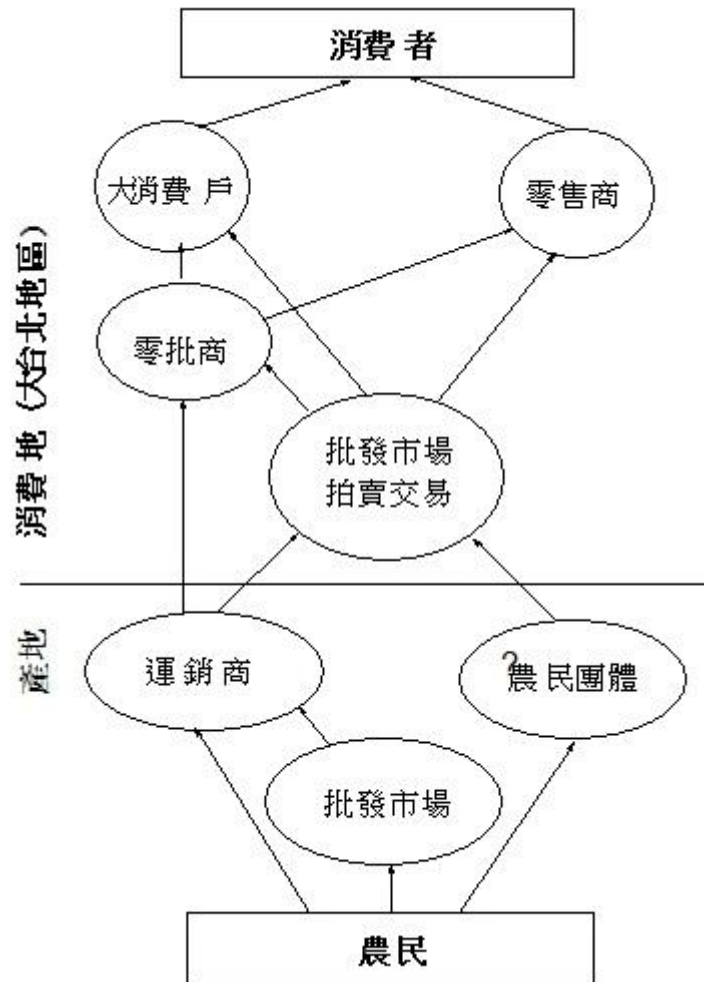 消費者
大消費戶
零售商
零批商
批發市場
拍賣交易
消費地(大台北地區)
產地
運銷商
?農民團體
批發市場
農民